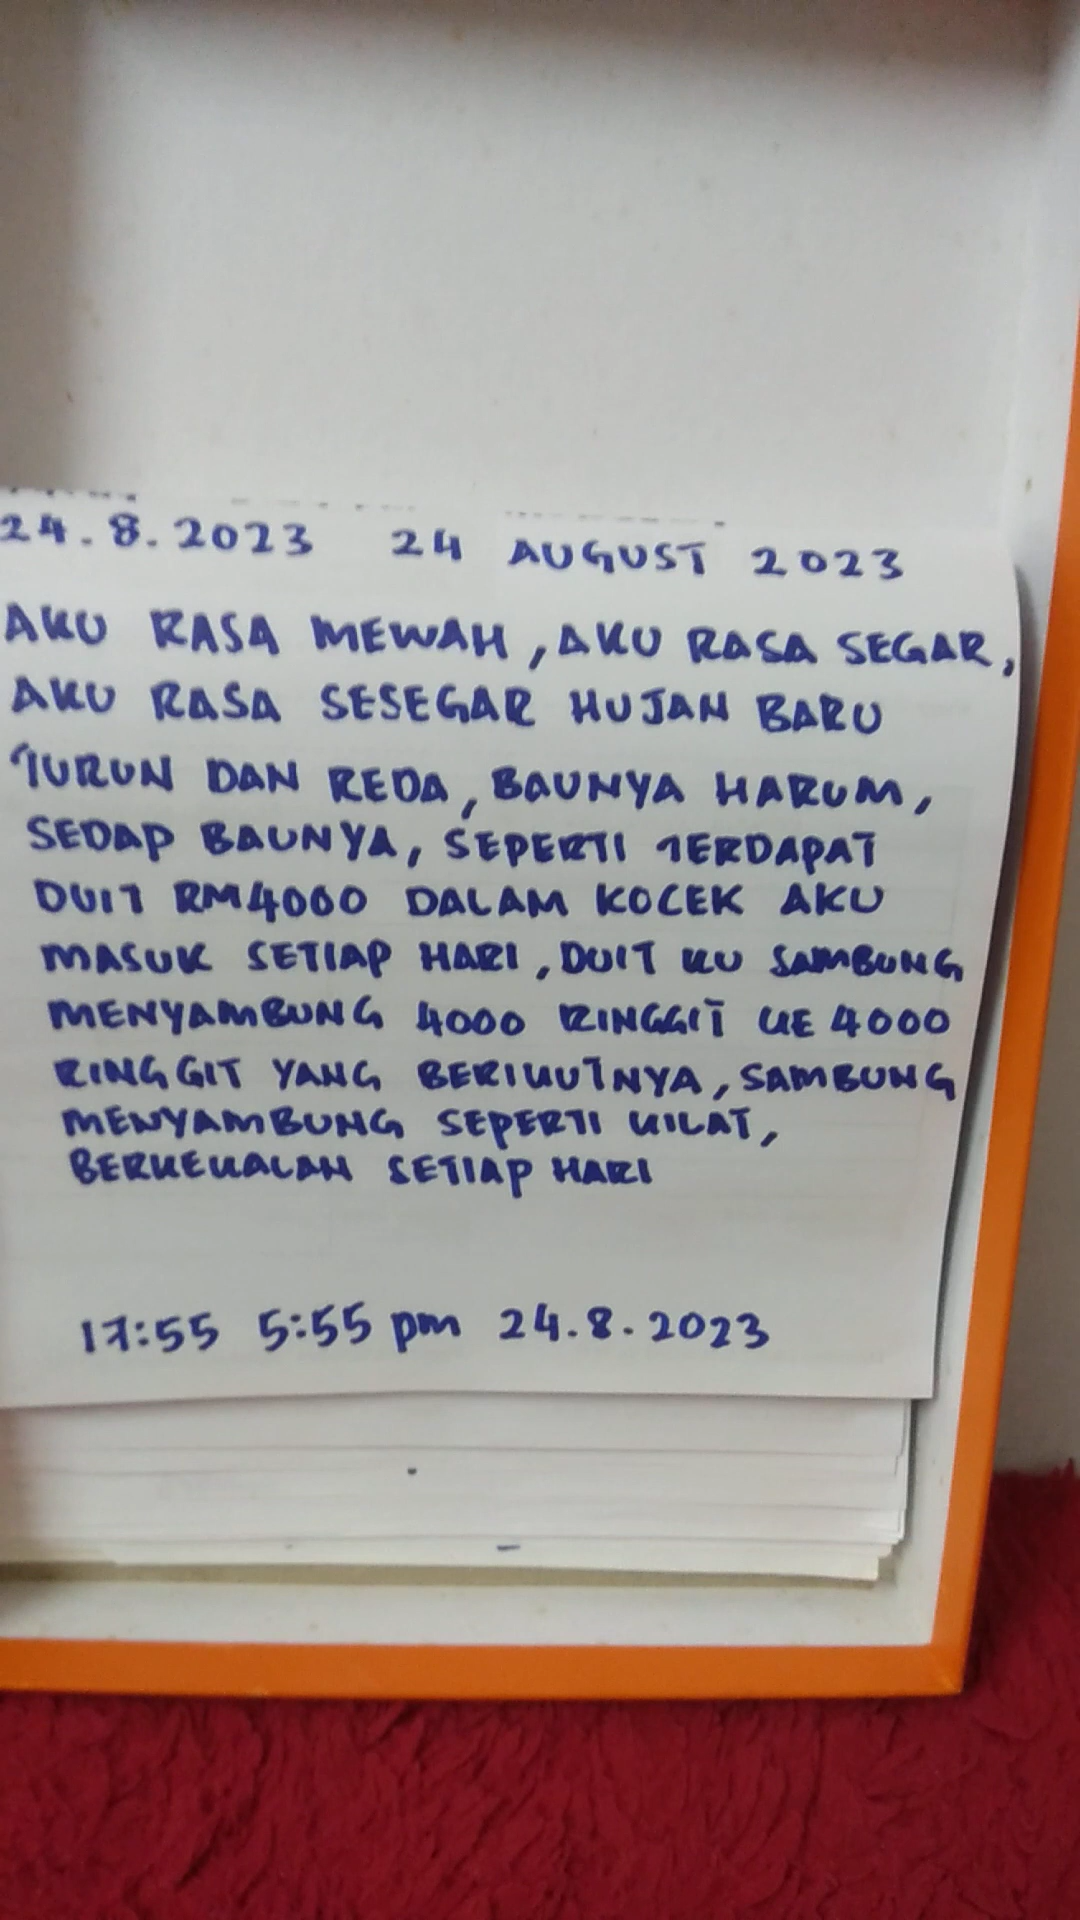 24.8.2023 24 AUGUST 2023
AKU RASA MEWAH, AKU RASA SEGAR,
AKU RASA SESEGAR HUJAN BARU
TURUN DAN REDA, BAUNYA HARUM,
SEDAP BAUNYA, SEPERTI TERDAPAT
DUIT RM4000 DALAM KOCEK AKU
MASUK SETIAP HARI, DUIT KU SAMBUNG
MENYAMBUNG 4000 RINGGIT KE 4000
RINGGIT YANG BERIKUTNYA, SAMBUNG
MENYAMBUNG SEPERTI KILAT,
BERKEKALAN SETIAP HARI
17:55 5:55 pm 24.8.2023